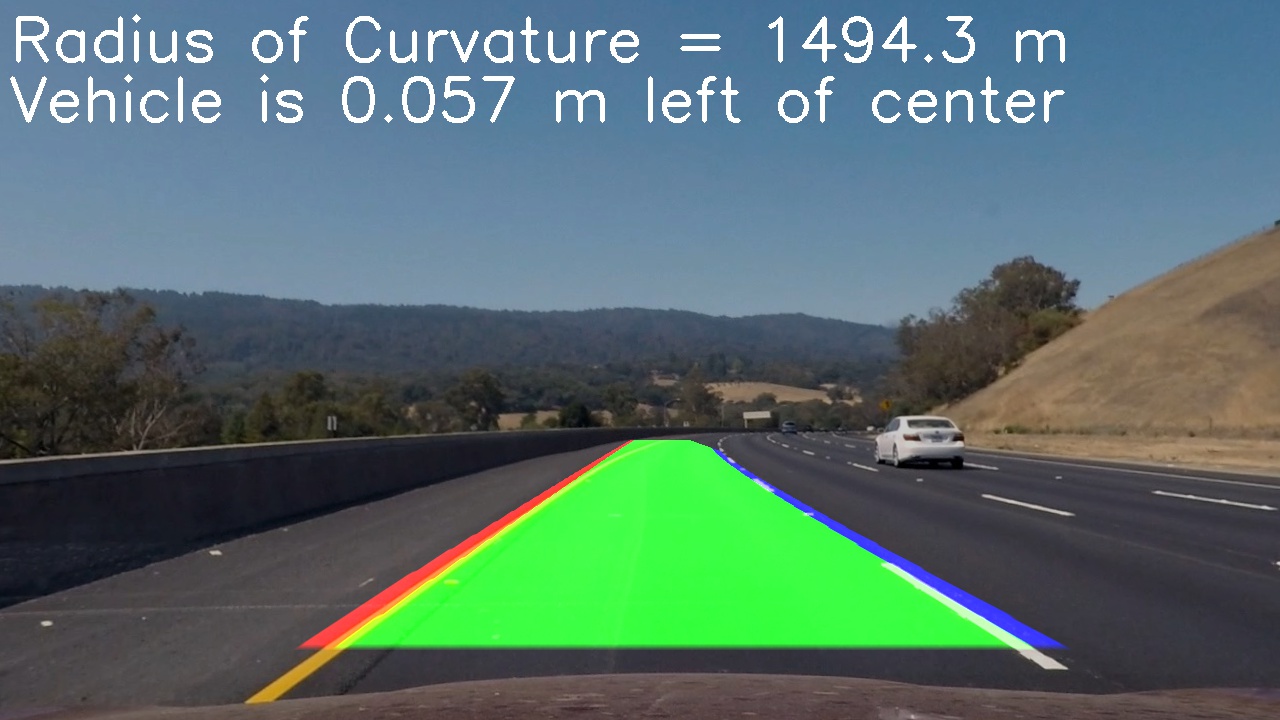 Radius of Curvature = 1494.3 m
Vehicle is 0.057 m left of center